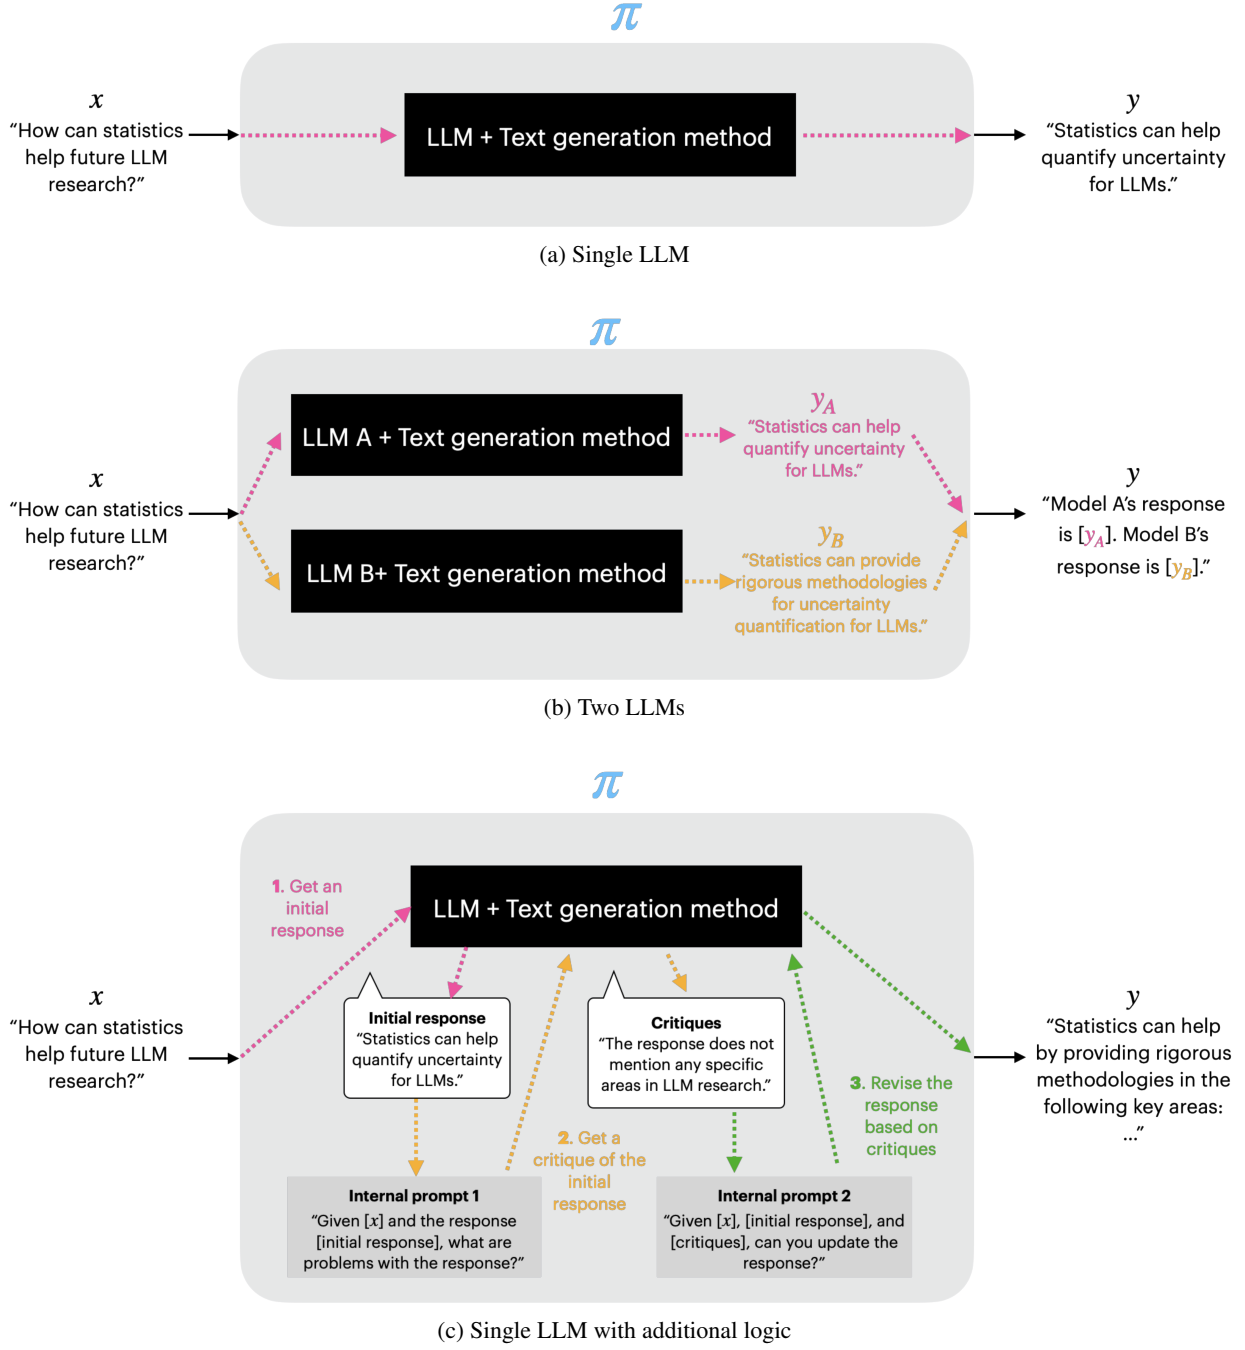 π
x
“How can statistics
help future LLM
research?”
LLM + Text generation method
y
“Statistics can help
quantify uncertainty
for LLMs.”
(a) Single LLM
π
x
“How can statistics
help future LLM
research?”
LLM A + Text generation method
y_A
“Statistics can help
quantify uncertainty
for LLMs.”
LLM B+ Text generation method
y_B
“Statistics can provide
rigorous methodologies
for uncertainty
quantification for LLMs.”
y
“Model A’s response
is [y_A]. Model B’s
response is [y_B].”
(b) Two LLMs
π
x
“How can statistics
help future LLM
research?”
1. Get an
initial
response
LLM + Text generation method
Initial response
“Statistics can help
quantify uncertainty
for LLMs.”
Internal prompt 1
“Given [x] and the response
[initial response], what are
problems with the response?”
2. Get a
critique of the
initial
response
Critiques
“The response does not
mention any specific
areas in LLM research.”
Internal prompt 2
“Given [x], [initial response], and
[critiques], can you update the
response?”
3. Revise the
response
based on
critiques
y
“Statistics can help
by providing rigorous
methodologies in the
following key areas:
...”
(c) Single LLM with additional logic